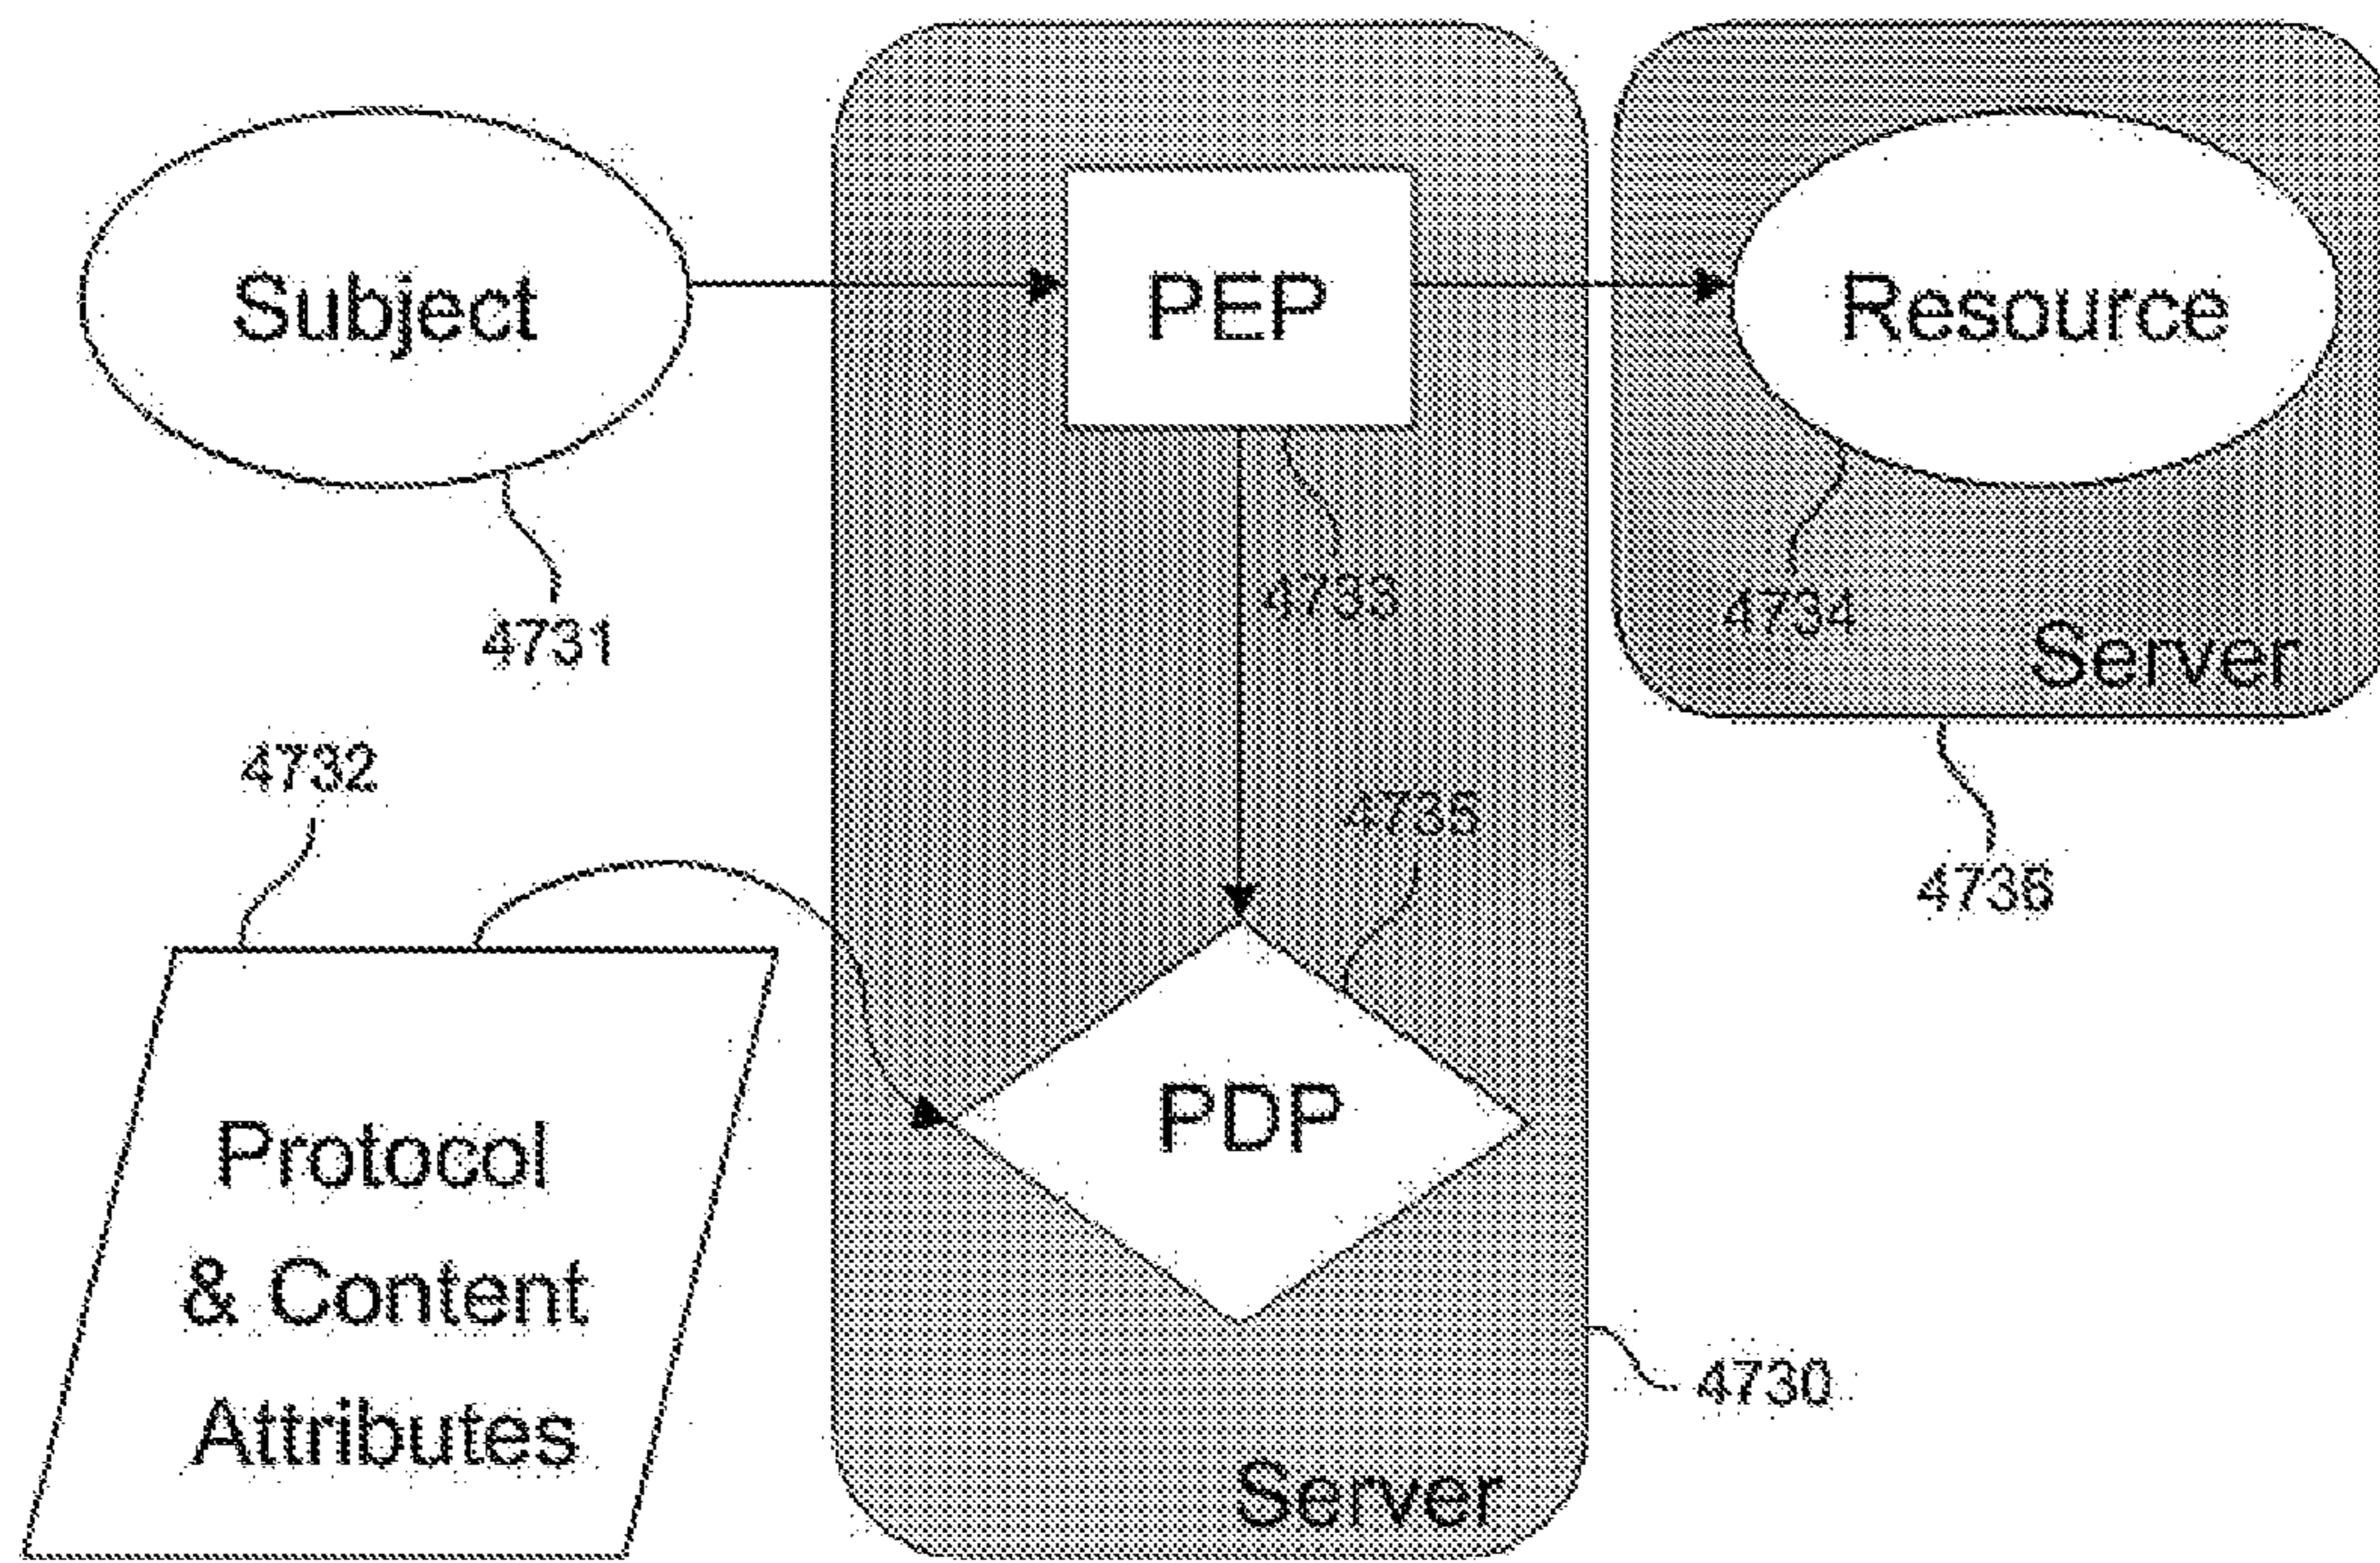 Subject
PEP
Resource
4731
4733
4734
Server
4732
4735
4736
Protocol
& Content
Attributes
PDP
4730
Server